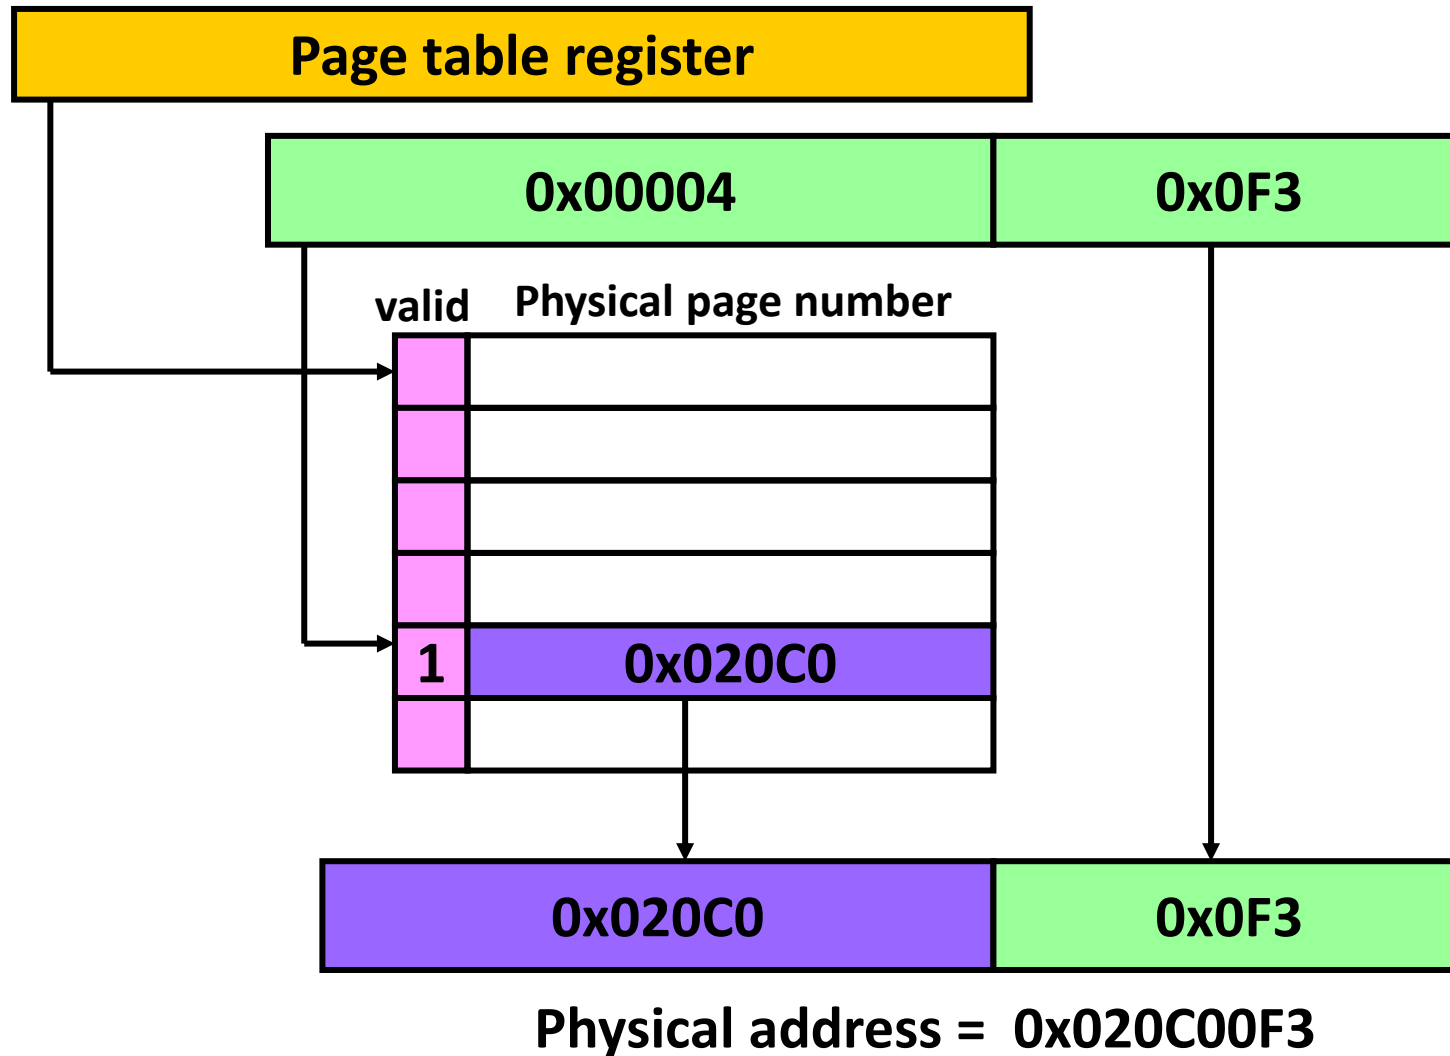 Page table register
0x00004 0x0F3
valid Physical page number
1 0x020C0
0x020C0 0x0F3
Physical address = 0x020C00F3